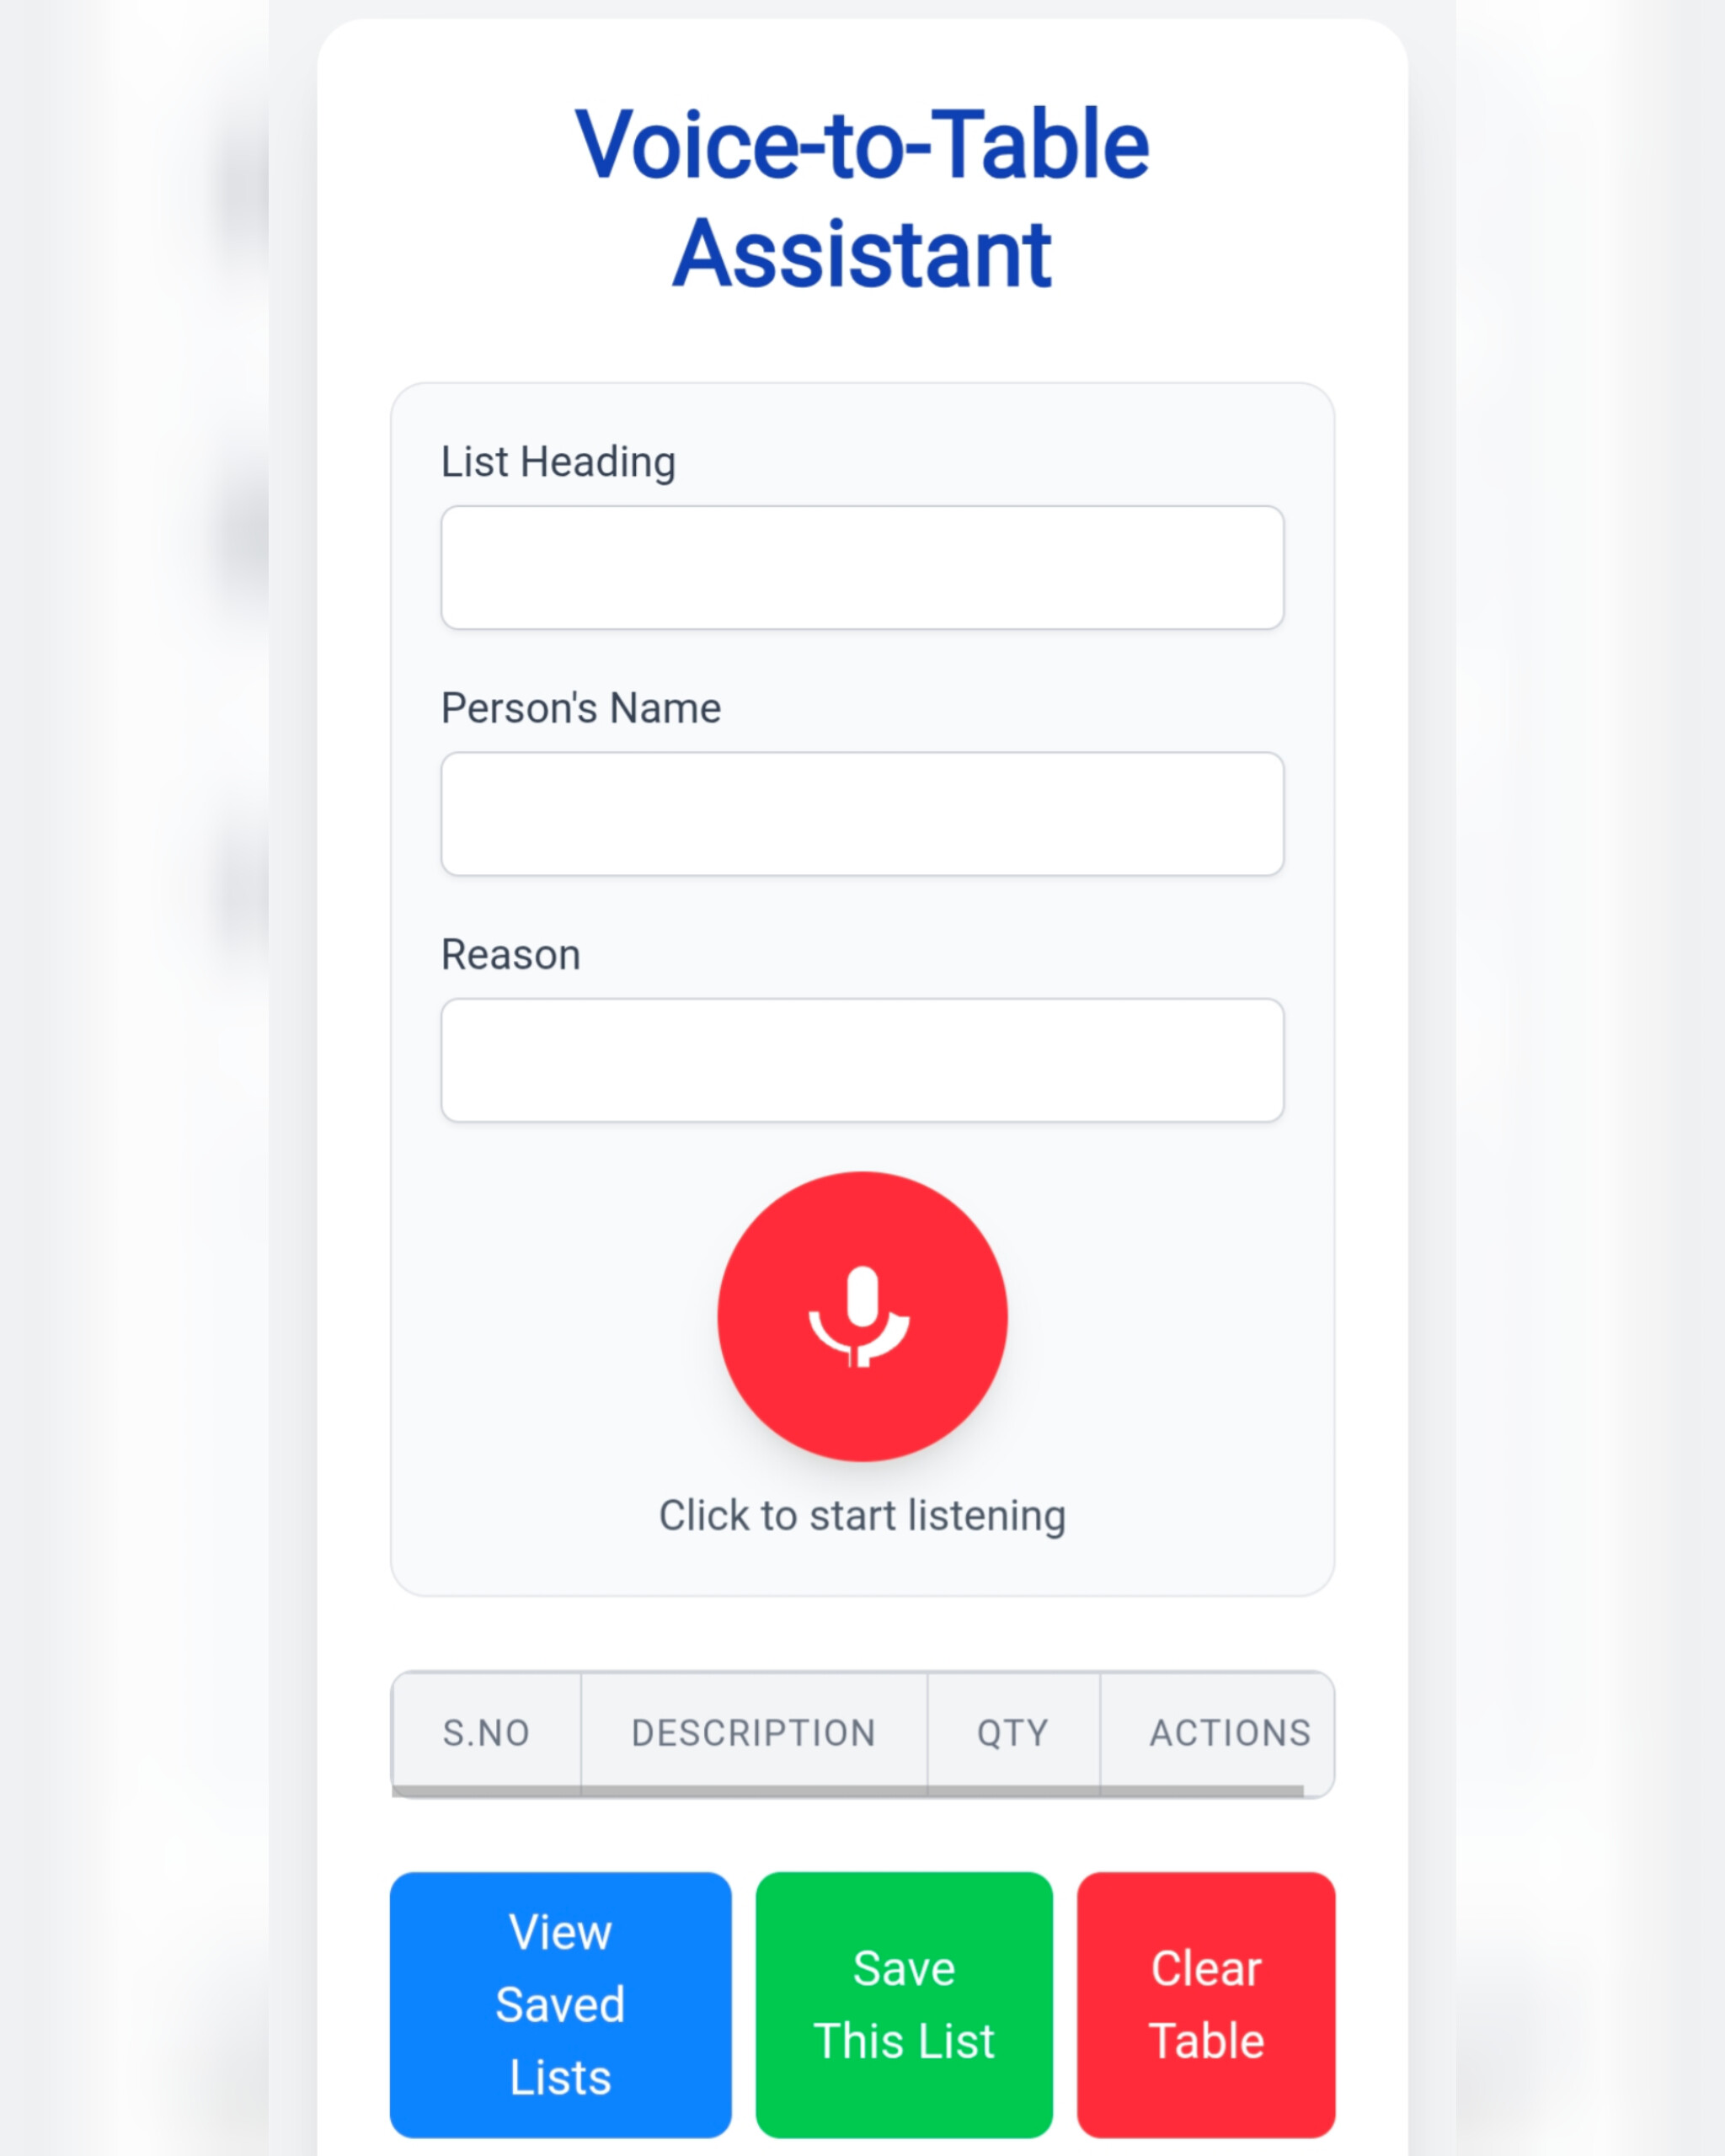 Voice-to-Table
Assistant
List Heading
Person's Name
Reason
Click to start listening
S.NO DESCRIPTION QTY ACTIONS
View
Saved
Lists
Save
This List
Clear
Table